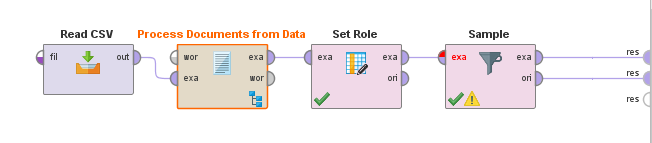 Read CSV
Process Documents from Data
Set Role
Sample
fil
out
wor
exa
exa
exa
exa
exa
res
exa
wor
ori
ori
res
res